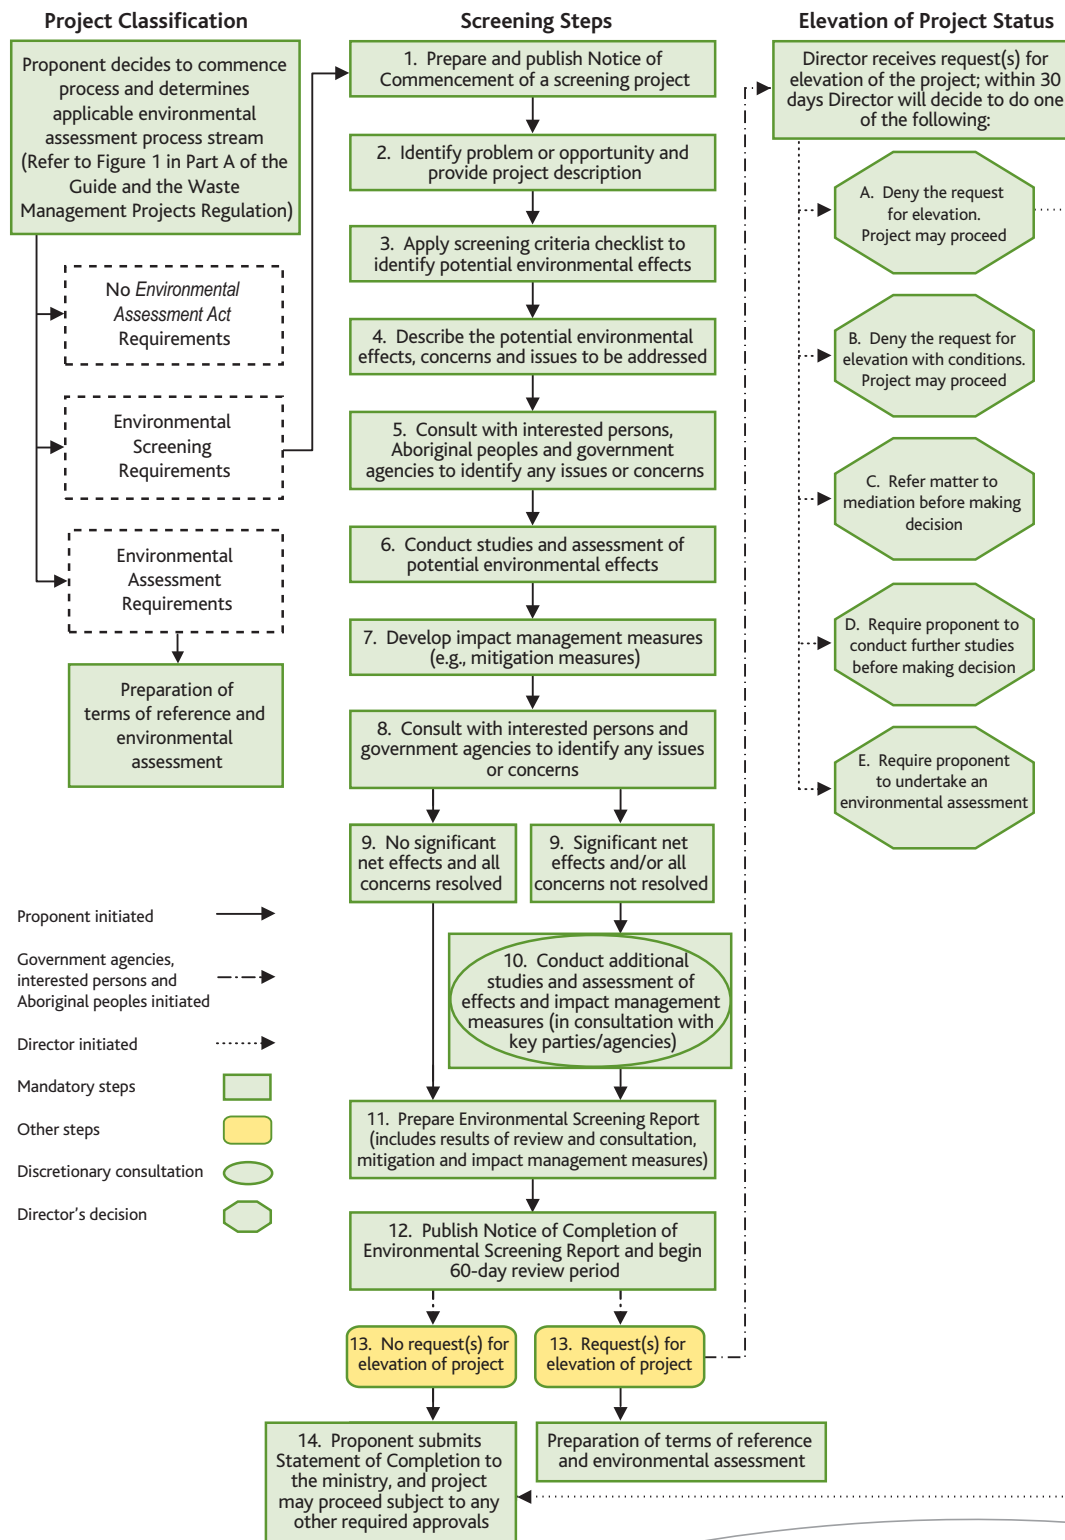 Project Classification
Proponent decides to commence
process and determines
applicable environmental
assessment process stream
(Refer to Figure 1 in Part A of the
Guide and the Waste
Management Projects Regulation)
No Environmental
Assessment Act
Requirements
Environmental
Screening
Requirements
Environmental
Assessment
Requirements
Preparation of
terms of reference and
environmental
assessment
Proponent initiated
Government agencies,
interested persons and
Aboriginal peoples initiated
Director initiated
Mandatory steps
Other steps
Discretionary consultation
Director's decision
Screening Steps
1. Prepare and publish Notice of
Commencement of a screening project
2. Identify problem or opportunity and
provide project description
3. Apply screening criteria checklist to
identify potential environmental effects
4. Describe the potential environmental
effects, concerns and issues to be addressed
5. Consult with interested persons,
Aboriginal peoples and government
agencies to identify any issues or concerns
6. Conduct studies and assessment of
potential environmental effects
7. Develop impact management measures
(e.g., mitigation measures)
8. Consult with interested persons and
government agencies to identify any issues
or concerns
9. No significant
net effects and all
concerns resolved
9. Significant net
effects and/or all
concerns not resolved
10. Conduct additional
studies and assessment of
effects and impact management
measures (in consultation with
key parties/agencies)
11. Prepare Environmental Screening Report
(includes results of review and consultation,
mitigation and impact management measures)
12. Publish Notice of Completion of
Environmental Screening Report and begin
60-day review period
13. No request(s) for
elevation of project
13. Request(s) for
elevation of project
14. Proponent submits
Statement of Completion to
the ministry, and project
may proceed subject to any
other required approvals
Preparation of terms of reference
and environmental assessment
Elevation of Project Status
Director receives request(s) for
elevation of the project; within 30
days Director will decide to do one
of the following:
A. Deny the request
for elevation.
Project may proceed
B. Deny the request for
elevation with conditions.
Project may proceed
C. Refer matter to
mediation before making
decision
D. Require proponent to
conduct further studies
before making decision
E. Require proponent
to undertake an
environmental assessment